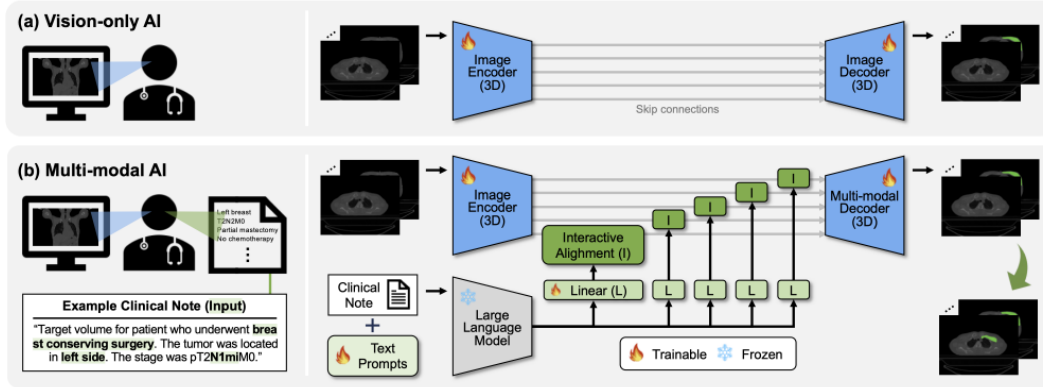 (a) Vision-only AI
Image
Encoder
(3D)
Skip connections
Image
Decoder
(3D)
(b) Multi-modal AI
Left breast
T2N2M0
Partial mastectomy
No chemotherapy
Example Clinical Note (Input)
"Target volume for patient who underwent brea
st conserving surgery. The tumor was located
in left side. The stage was pT2N1miM0."
Image
Encoder
(3D)
I
I
I
I
Multi-modal
Decoder
(3D)
Interactive
Alighment (I)
Linear (L)
L
L
L
L
Clinical
Note
+
Text
Prompts
Large
Language
Model
Trainable
Frozen